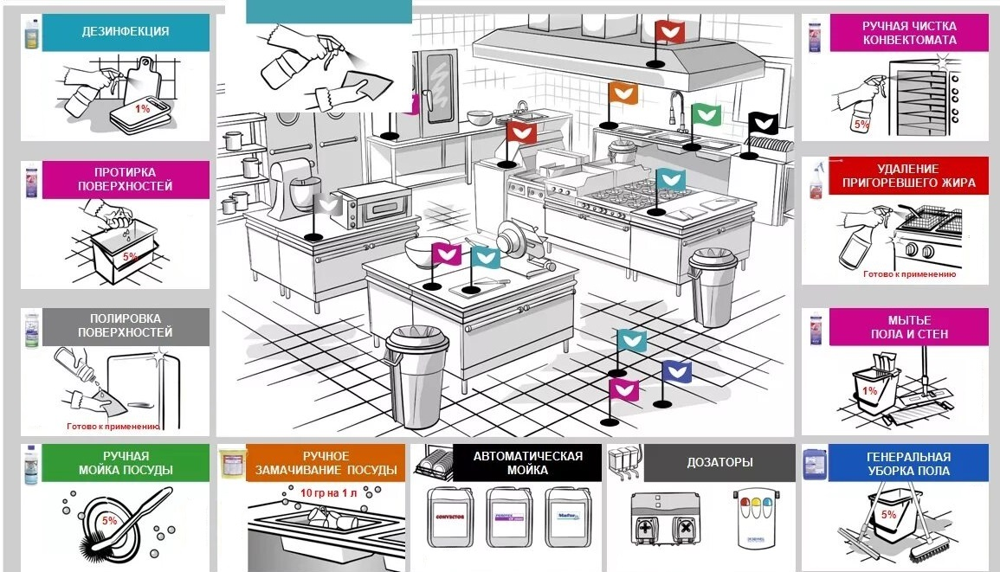 ДЕЗИНФЕКЦИЯ
1%
РУЧНАЯ ЧИСТКА
КОНВЕКТОМАТА
5%
ПРОТИРКА
ПОВЕРХНОСТЕЙ
5%
УДАЛЕНИЕ
ПРИГОРЕВШЕГО ЖИРА
Готово к применению
ПОЛИРОВКА
ПОВЕРХНОСТЕЙ
Готово к применению
МЫТЬЕ
ПОЛА И СТЕН
1%
РУЧНАЯ
МОЙКА ПОСУДЫ
5%
РУЧНОЕ
ЗАМАЧИВАНИЕ ПОСУДЫ
10 гр на 1 л
АВТОМАТИЧЕСКАЯ
МОЙКА
CONVECTOR
ДОЗАТОРЫ
ГЕНЕРАЛЬНАЯ
УБОРКА ПОЛА
5%